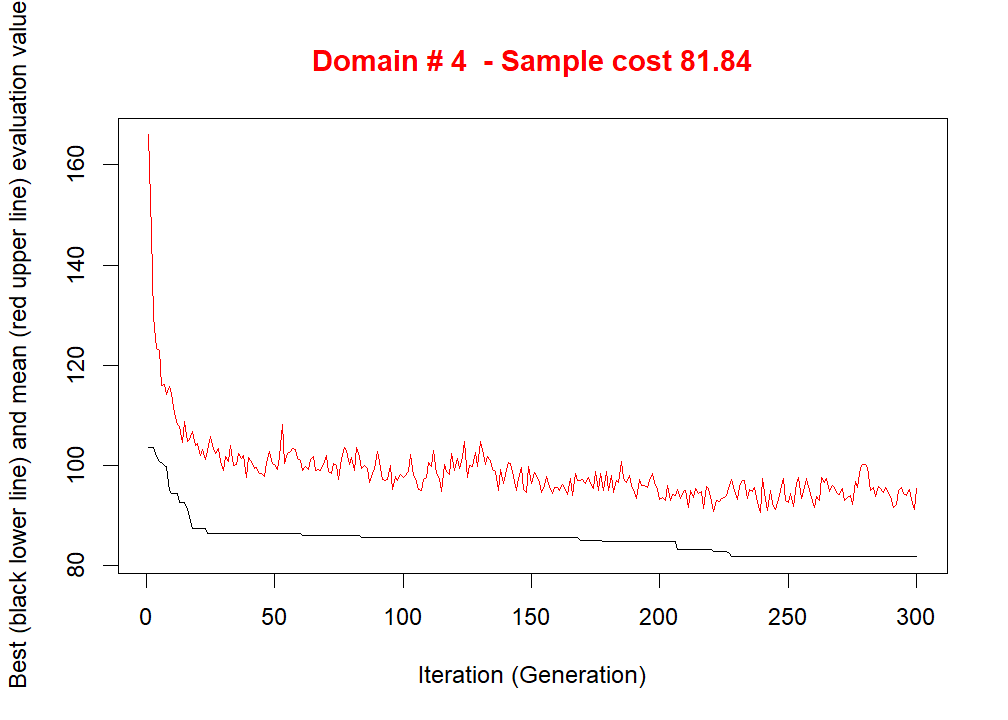 Domain # 4  - Sample cost 81.84
Best (black lower line) and mean (red upper line) evaluation value
160
140
120
100
80
0 50 100 150 200 250 300
Iteration (Generation)